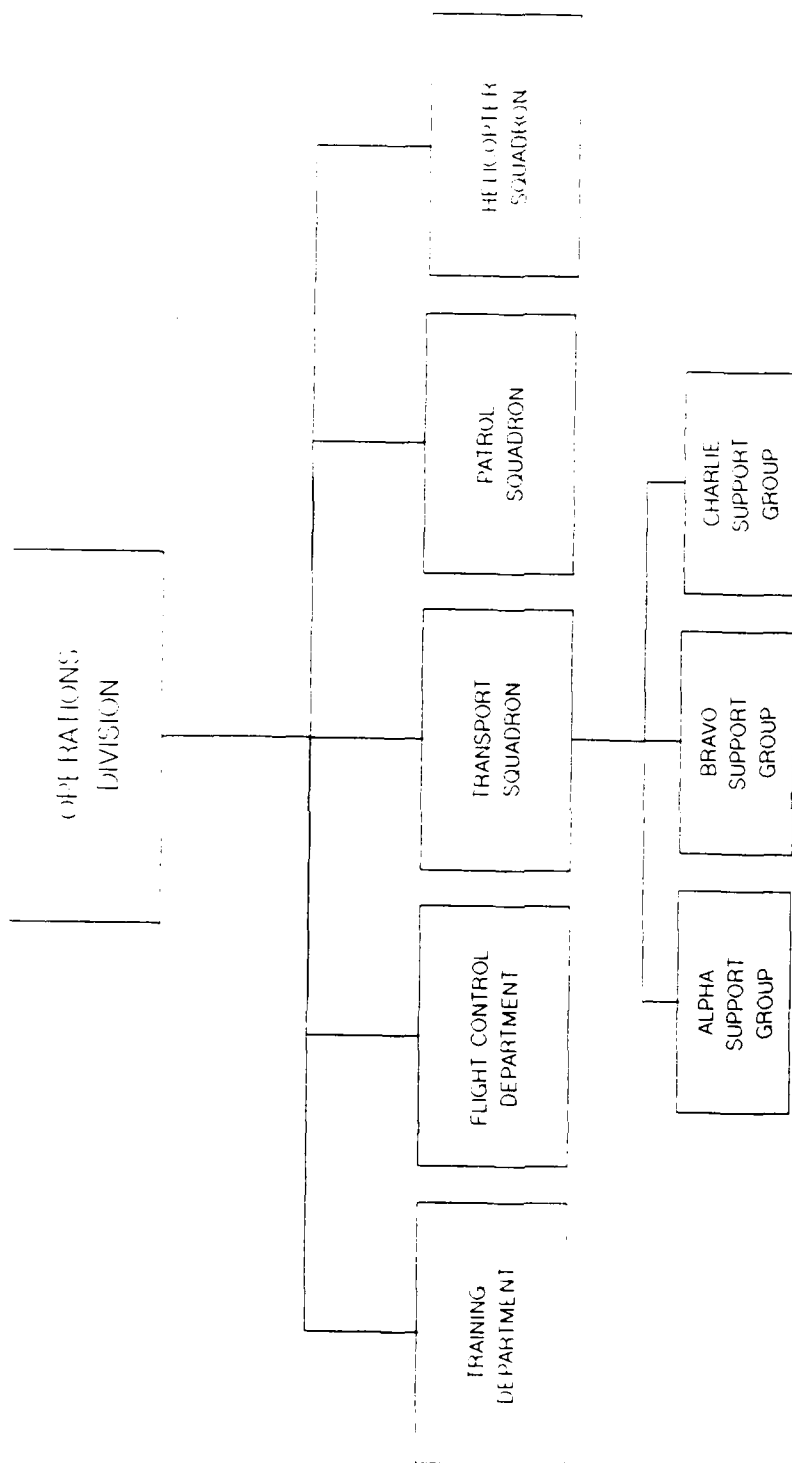 OPERATIONS
DIVISION
TRAINING
DEPARTMENT
FLIGHT CONTROL
DEPARTMENT
TRANSPORT
SQUADRON
PATROL
SQUADRON
HELICOPTER
SQUADRON
ALPHA
SUPPORT
GROUP
BRAVO
SUPPORT
GROUP
CHARLIE
SUPPORT
GROUP